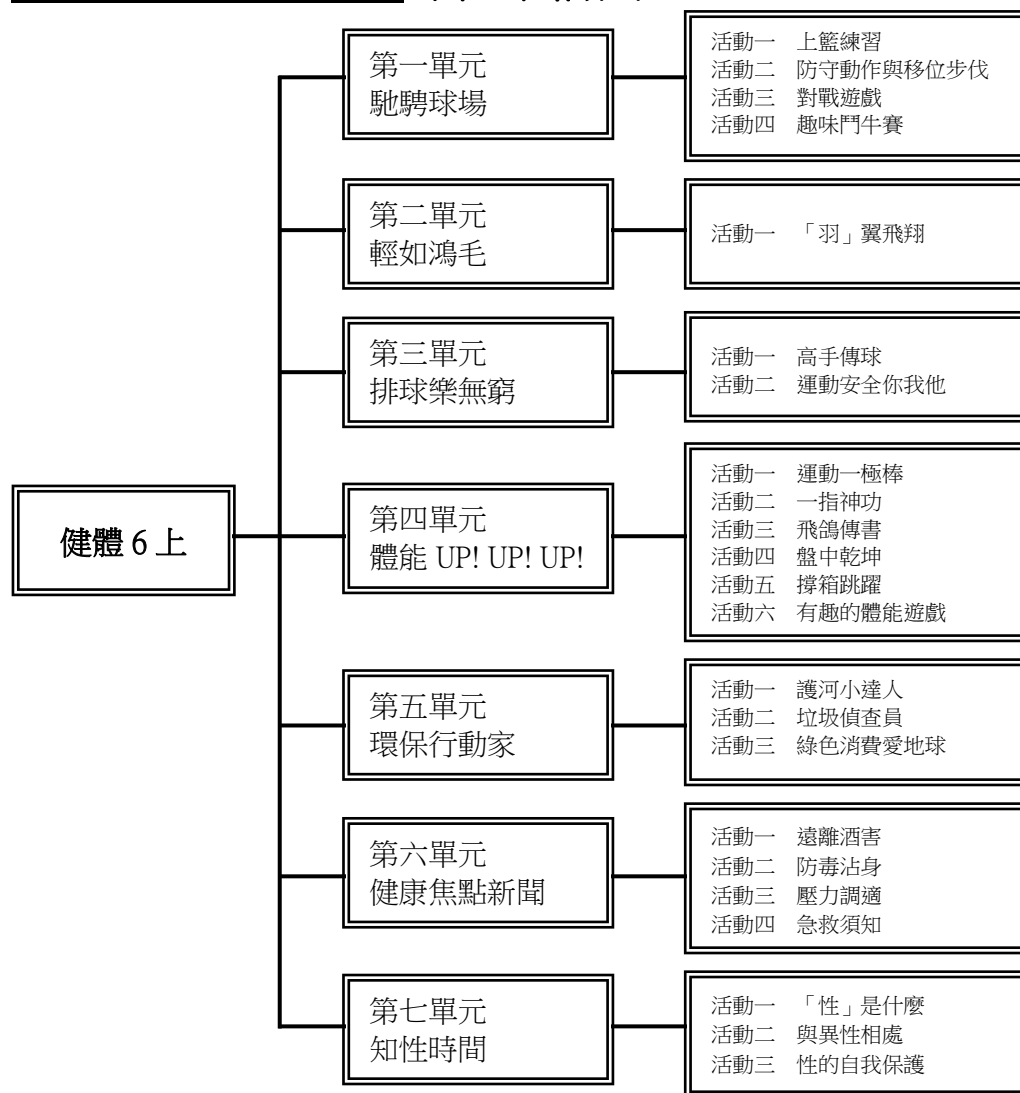 健體 6 上
第一單元
馳騁球場
活動一　上籃練習
活動二　防守動作與移位步伐
活動三　對戰遊戲
活動四　趣味鬥牛賽
第二單元
輕如鴻毛
活動一　「羽」翼飛翔
第三單元
排球樂無窮
活動一　高手傳球
活動二　運動安全你我他
第四單元
體能 UP! UP! UP!
活動一　運動一極棒
活動二　一指神功
活動三　飛鴿傳書
活動四　盤中乾坤
活動五　撐箱跳躍
活動六　有趣的體能遊戲
第五單元
環保行動家
活動一　護河小達人
活動二　垃圾偵查員
活動三　綠色消費愛地球
第六單元
健康焦點新聞
活動一　遠離酒害
活動二　防毒沾身
活動三　壓力調適
活動四　急救須知
第七單元
知性時間
活動一　「性」是什麼
活動二　與異性相處
活動三　性的自我保護